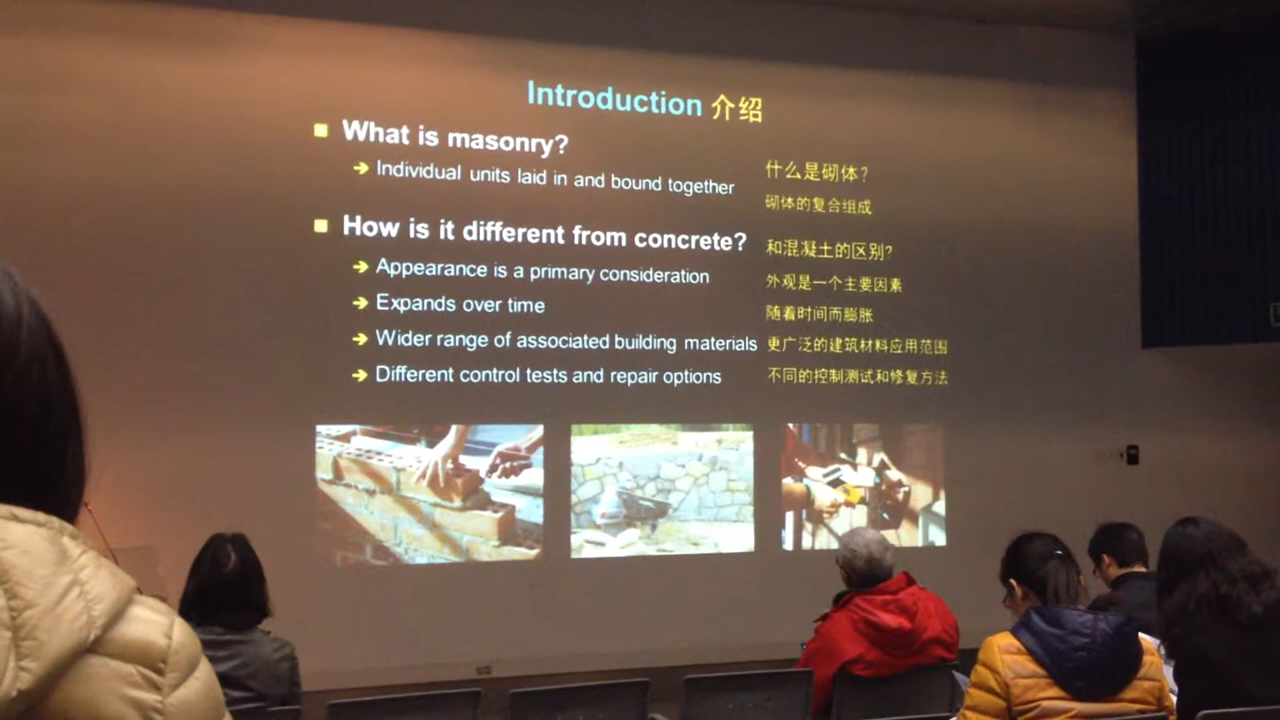 Introduction 介绍
What is masonry?
Individual units laid in and bound together
什么是砌体?
砌体的复合组成
How is it different from concrete?
和混凝土的区别?
Appearance is a primary consideration
外观是一个主要因素
Expands over time
随着时间而膨胀
Wider range of associated building materials
更广泛的建筑材料应用范围
Different control tests and repair options
不同的控制测试和修复方法